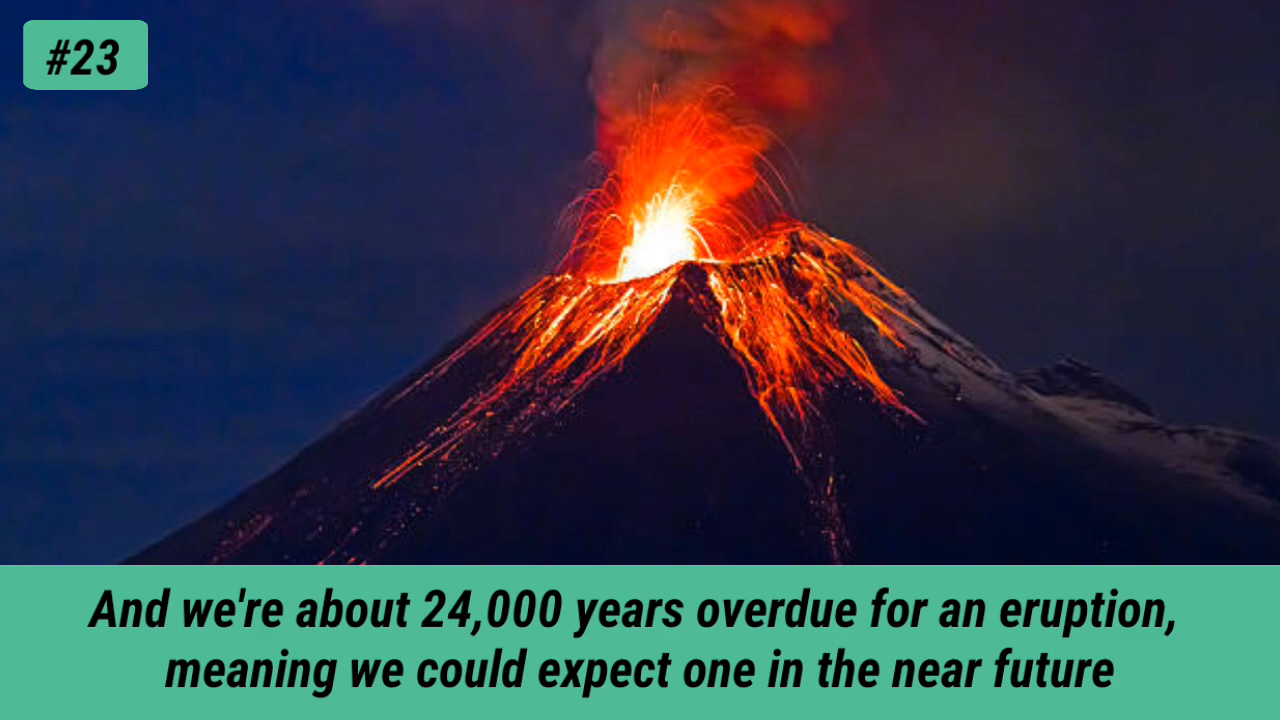 #23
And we're about 24,000 years overdue for an eruption,
meaning we could expect one in the near future